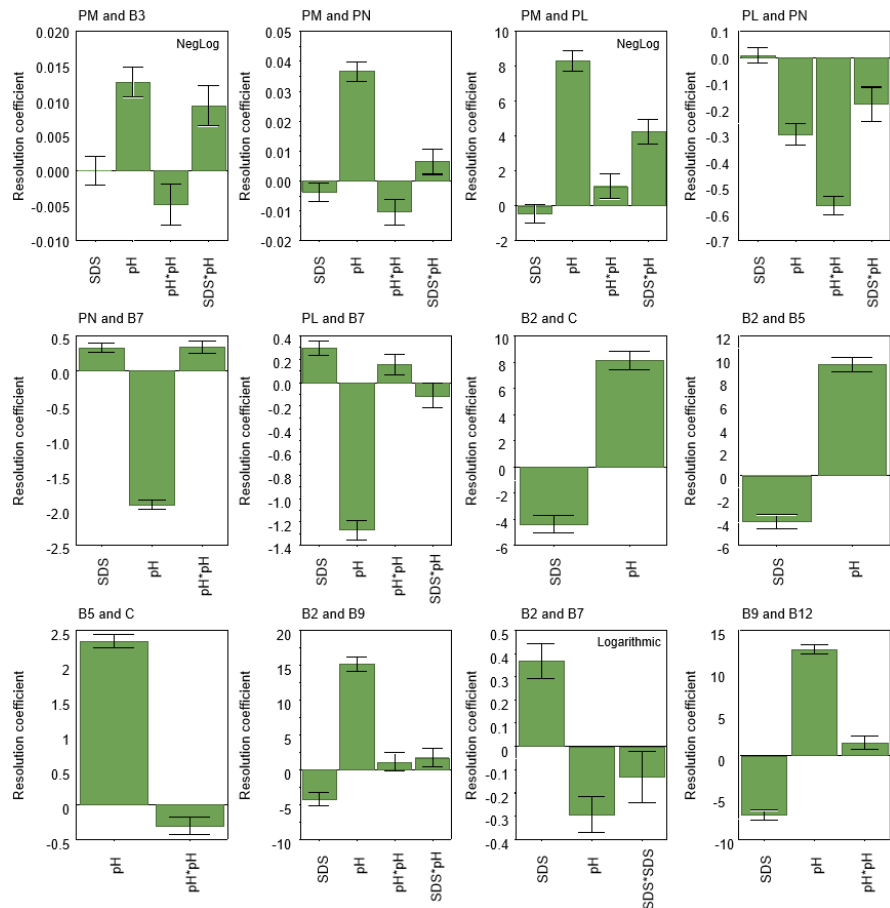 PM and B3
NegLog
Resolution coefficient
0.020
0.015
0.010
0.005
0.000
-0.005
-0.010
SDS
pH
pH*pH
SDS*pH
PM and PN
Resolution coefficient
0.05
0.04
0.03
0.02
0.01
0.00
-0.01
-0.02
SDS
pH
pH*pH
SDS*pH
PM and PL
NegLog
Resolution coefficient
10
8
6
4
2
0
-2
SDS
pH
pH*pH
SDS*pH
PL and PN
Resolution coefficient
0.1
0.0
-0.1
-0.2
-0.3
-0.4
-0.5
-0.6
-0.7
SDS
pH
pH*pH
SDS*pH
PN and B7
Resolution coefficient
0.5
0.0
-0.5
-1.0
-1.5
-2.0
-2.5
SDS
pH
pH*pH
PL and B7
Resolution coefficient
0.4
0.2
0.0
-0.2
-0.4
-0.6
-0.8
-1.0
-1.2
-1.4
SDS
pH
pH*pH
SDS*pH
B2 and C
Resolution coefficient
10
8
6
4
2
0
-2
-4
-6
SDS
pH
B2 and B5
Resolution coefficient
12
10
8
6
4
2
0
-2
-4
-6
SDS
pH
B5 and C
Resolution coefficient
2.5
2
1.5
1
0.5
0
-0.5
pH
pH*pH
B2 and B9
Resolution coefficient
20
15
10
5
0
-5
-10
SDS
pH
pH*pH
SDS*pH
B2 and B7
Logarithmic
Resolution coefficient
0.5
0.4
0.3
0.2
0.1
0
-0.1
-0.2
-0.3
-0.4
SDS
pH
SDS*SDS
B9 and B12
Resolution coefficient
15
10
5
0
-5
-10
SDS
pH
pH*pH